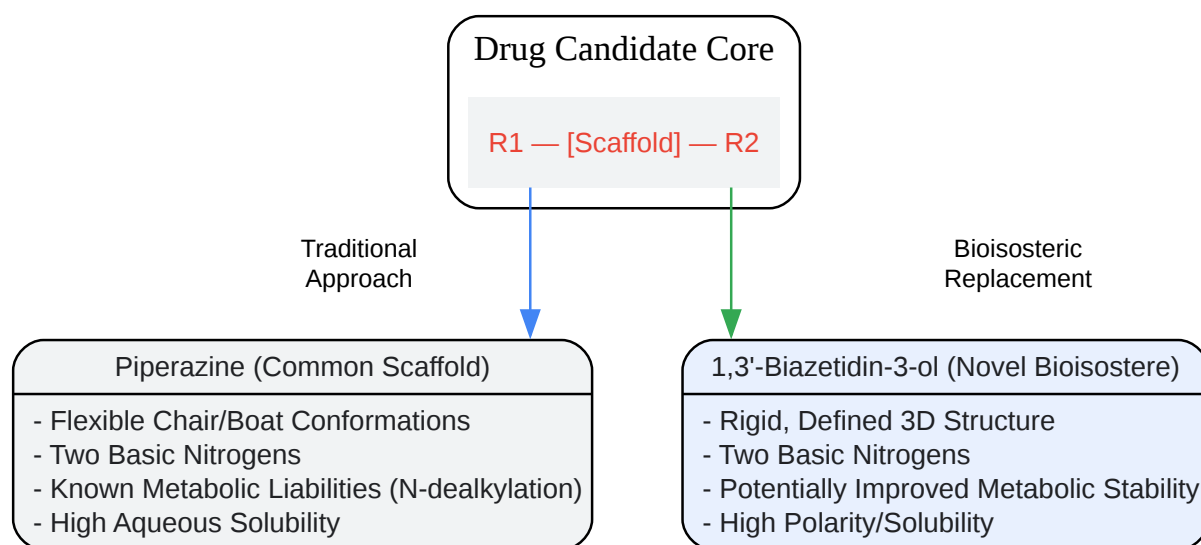 Drug Candidate Core
R1 — [Scaffold] — R2
Traditional
Approach
Bioisosteric
Replacement
Piperazine (Common Scaffold)
- Flexible Chair/Boat Conformations
- Two Basic Nitrogens
- Known Metabolic Liabilities (N-dealkylation)
- High Aqueous Solubility
1,3'-Biazetidin-3-ol (Novel Bioisostere)
- Rigid, Defined 3D Structure
- Two Basic Nitrogens
- Potentially Improved Metabolic Stability
- High Polarity/Solubility